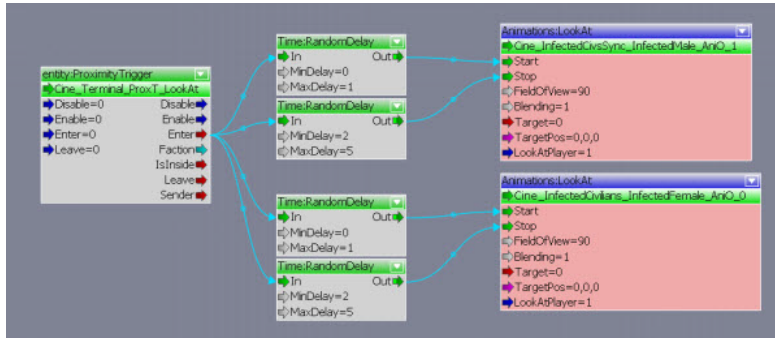 entity:ProximityTrigger
Cine_Terminal_ProxT_LookAt
Disable=0 Disable
Enable=0 Enable
Enter=0 Enter
Leave=0 Faction
IsInside
Leave
Sender
Time:RandomDelay
In Out
MinDelay=0
MaxDelay=1
Time:RandomDelay
In Out
MinDelay=2
MaxDelay=5
Time:RandomDelay
In Out
MinDelay=0
MaxDelay=1
Time:RandomDelay
In Out
MinDelay=2
MaxDelay=5
Animations:LookAt
Cine_InfectedCivsSync_InfectedMale_AniO_1
Start
Stop
FieldOfView=90
Blending=1
Target=0
TargetPos=0,0,0
LookAtPlayer=1
Animations:LookAt
Cine_InfectedCivilians_InfectedFemale_AniO_0
Start
Stop
FieldOfView=90
Blending=1
Target=0
TargetPos=0,0,0
LookAtPlayer=1